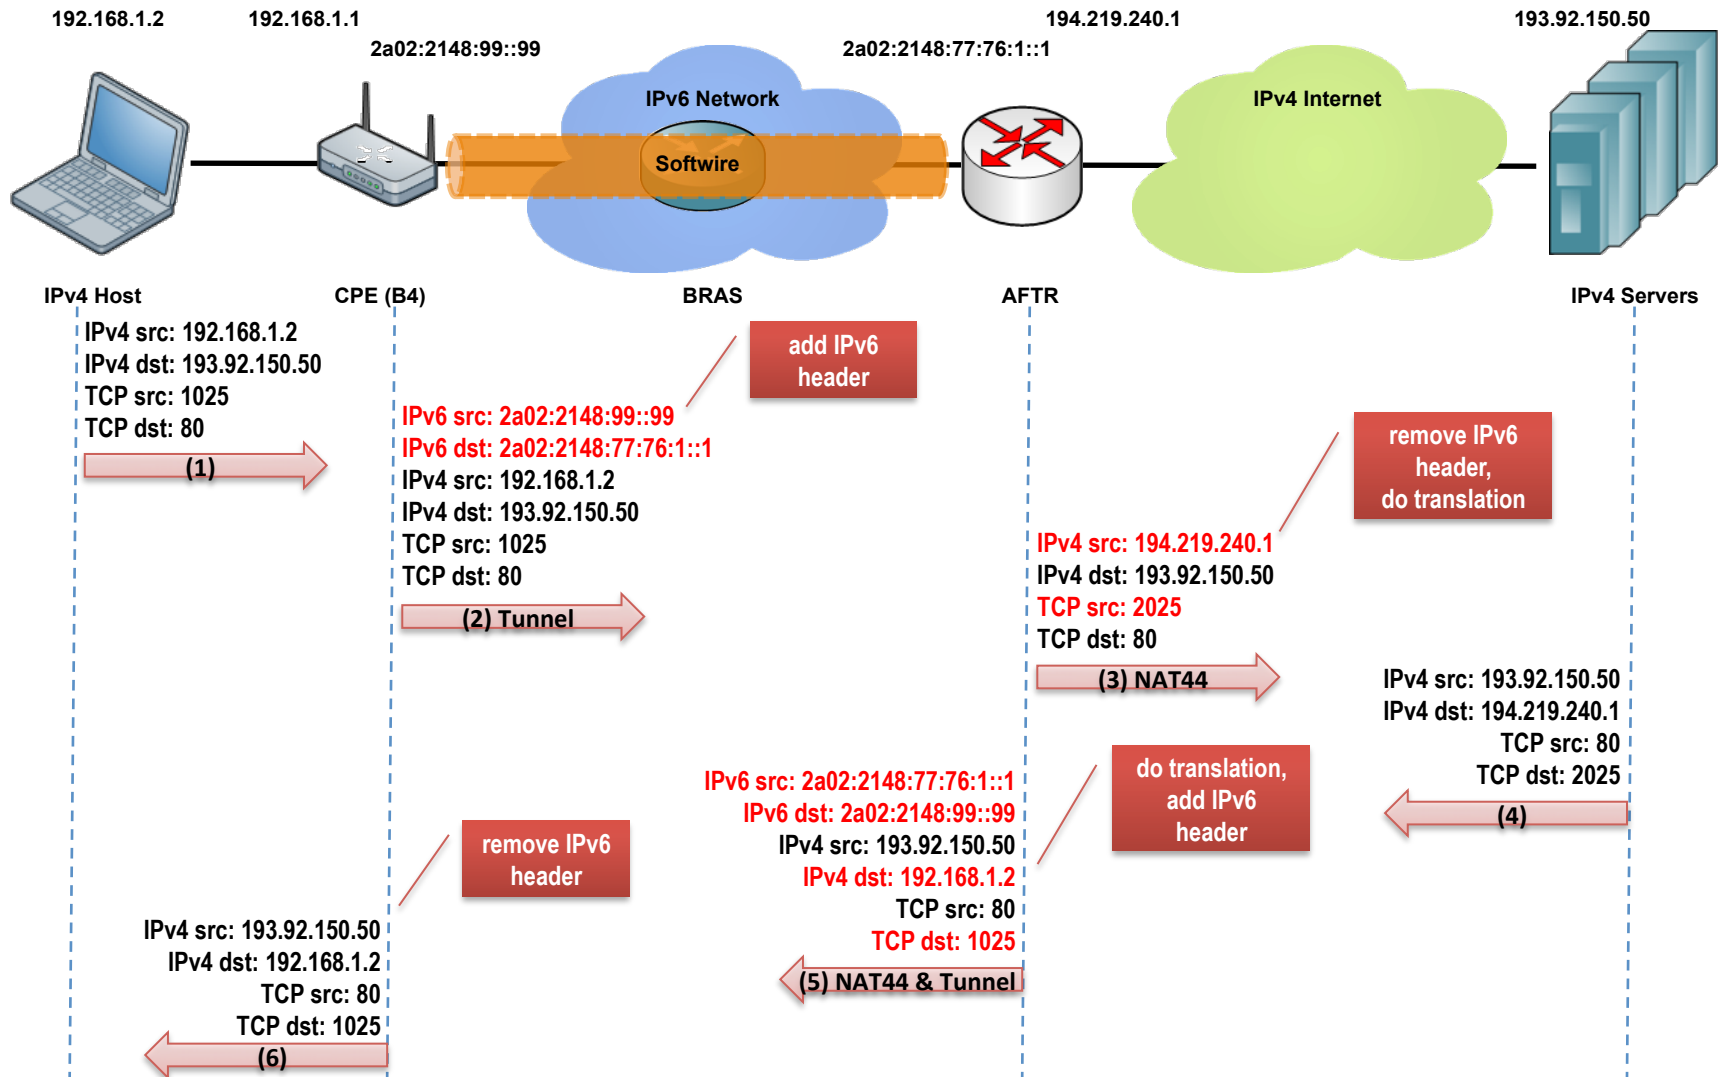 192.168.1.2
192.168.1.1
194.219.240.1
193.92.150.50
2a02:2148:99::99
2a02:2148:77:76:1::1
IPv6 Network
IPv4 Internet
Softwire
IPv4 Host
CPE (B4)
BRAS
AFTR
IPv4 Servers
IPv4 src: 192.168.1.2
IPv4 dst: 193.92.150.50
TCP src: 1025
TCP dst: 80
(1)
add IPv6
header
IPv6 src: 2a02:2148:99::99
IPv6 dst: 2a02:2148:77:76:1::1
IPv4 src: 192.168.1.2
IPv4 dst: 193.92.150.50
TCP src: 1025
TCP dst: 80
(2) Tunnel
remove IPv6
header,
do translation
IPv4 src: 194.219.240.1
IPv4 dst: 193.92.150.50
TCP src: 2025
TCP dst: 80
(3) NAT44
IPv4 src: 193.92.150.50
IPv4 dst: 194.219.240.1
TCP src: 80
TCP dst: 2025
(4)
do translation,
add IPv6
header
IPv6 src: 2a02:2148:77:76:1::1
IPv6 dst: 2a02:2148:99::99
IPv4 src: 193.92.150.50
IPv4 dst: 192.168.1.2
TCP src: 80
TCP dst: 1025
(5) NAT44 & Tunnel
remove IPv6
header
IPv4 src: 193.92.150.50
IPv4 dst: 192.168.1.2
TCP src: 80
TCP dst: 1025
(6)